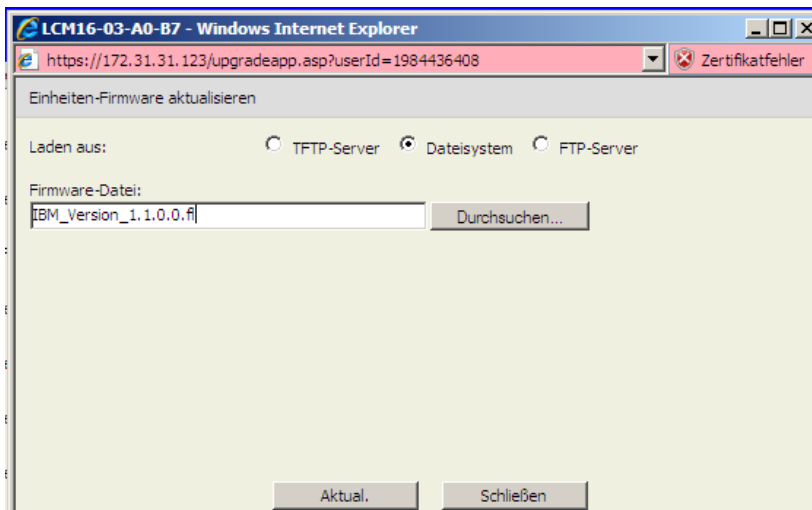 LCM16-03-A0-B7 - Windows Internet Explorer
https://172.31.31.123/upgradeapp.asp?userId=1984436408 Zertifikatfehler
Einheiten-Firmware aktualisieren
Laden aus: TFTP-Server Dateisystem FTP-Server
Firmware-Datei:
IBM_Version_1.1.0.0.fl Durchsuchen...
Aktual. Schließen